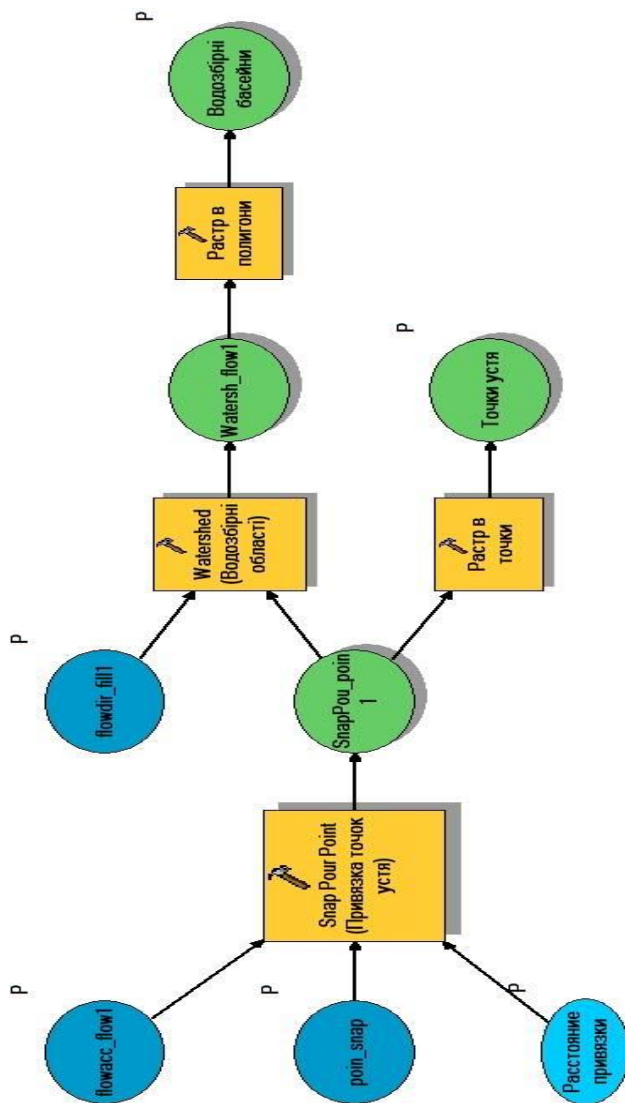 P
flowacc_flow1
P
poin_snap
P
Расстояние
привязки
Snap Pour Point
(Привязка точок
устя)
P
flowdir_fill1
SnapPou_poin
1
Watershed
(Водозбірні
області)
Растр в
точки
Watersh_flow1
P
Точки устя
Растр в
полигони
P
Водозбірні
басейни